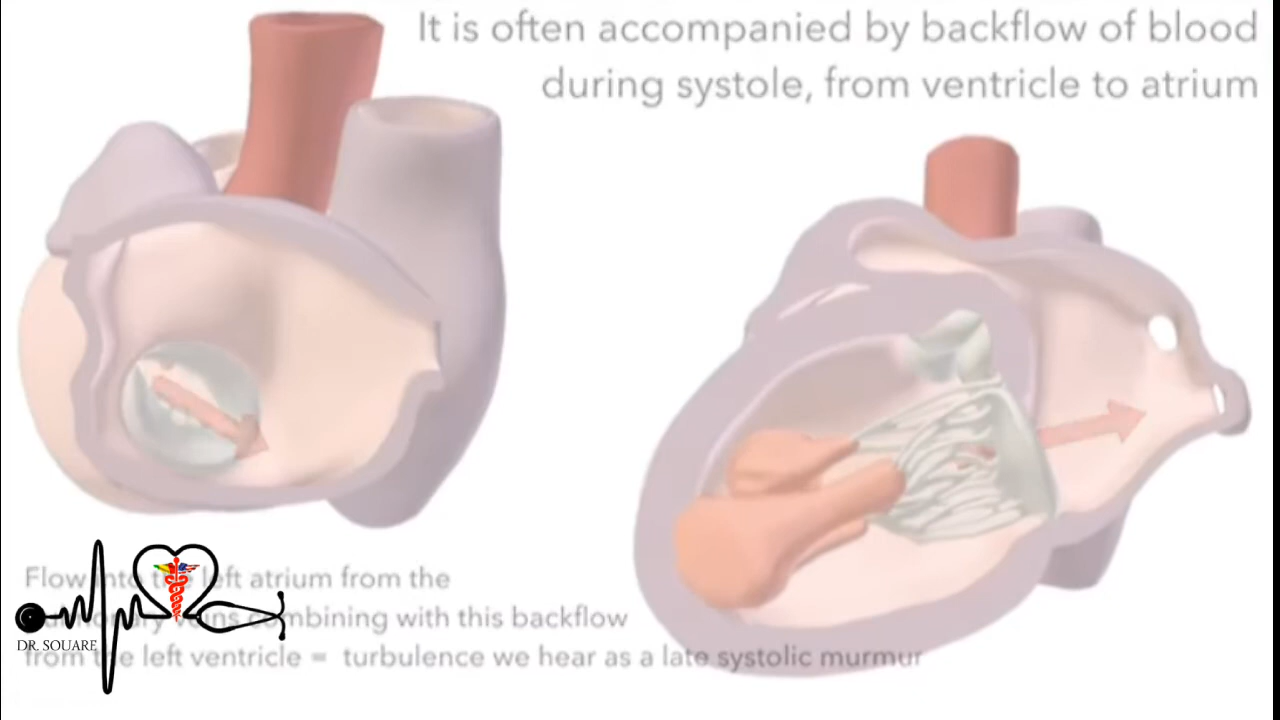 It is often accompanied by backflow of blood
during systole, from ventricle to atrium
Flow into the left atrium from the
veins combining with this backflow
from the left ventricle = turbulence we hear as a late systolic murmur
DR. SOUARE